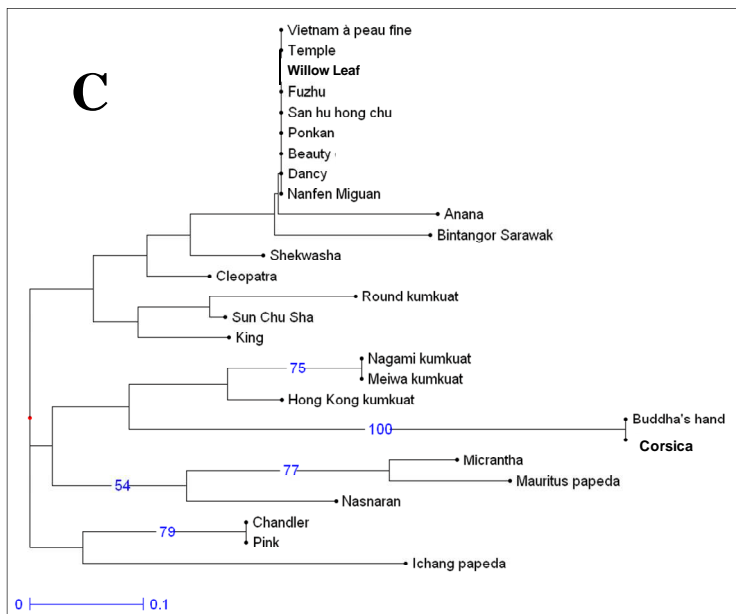 Vietnam à peau fine
Temple
Willow Leaf
C
Fuzhu
San hu hong chu
Ponkan
Beauty
Dancy
Nanfen Miguan
Anana
Bintangor Sarawak
Shekwasha
Cleopatra
Round kumkuat
Sun Chu Sha
King
Nagami kumkuat
75
Meiwa kumkuat
Hong Kong kumkuat
Buddha's hand
100
Corsica
Micrantha
77
Mauritus papeda
54
Nasnaran
Chandler
79
Pink
Ichang papeda
0 0.1